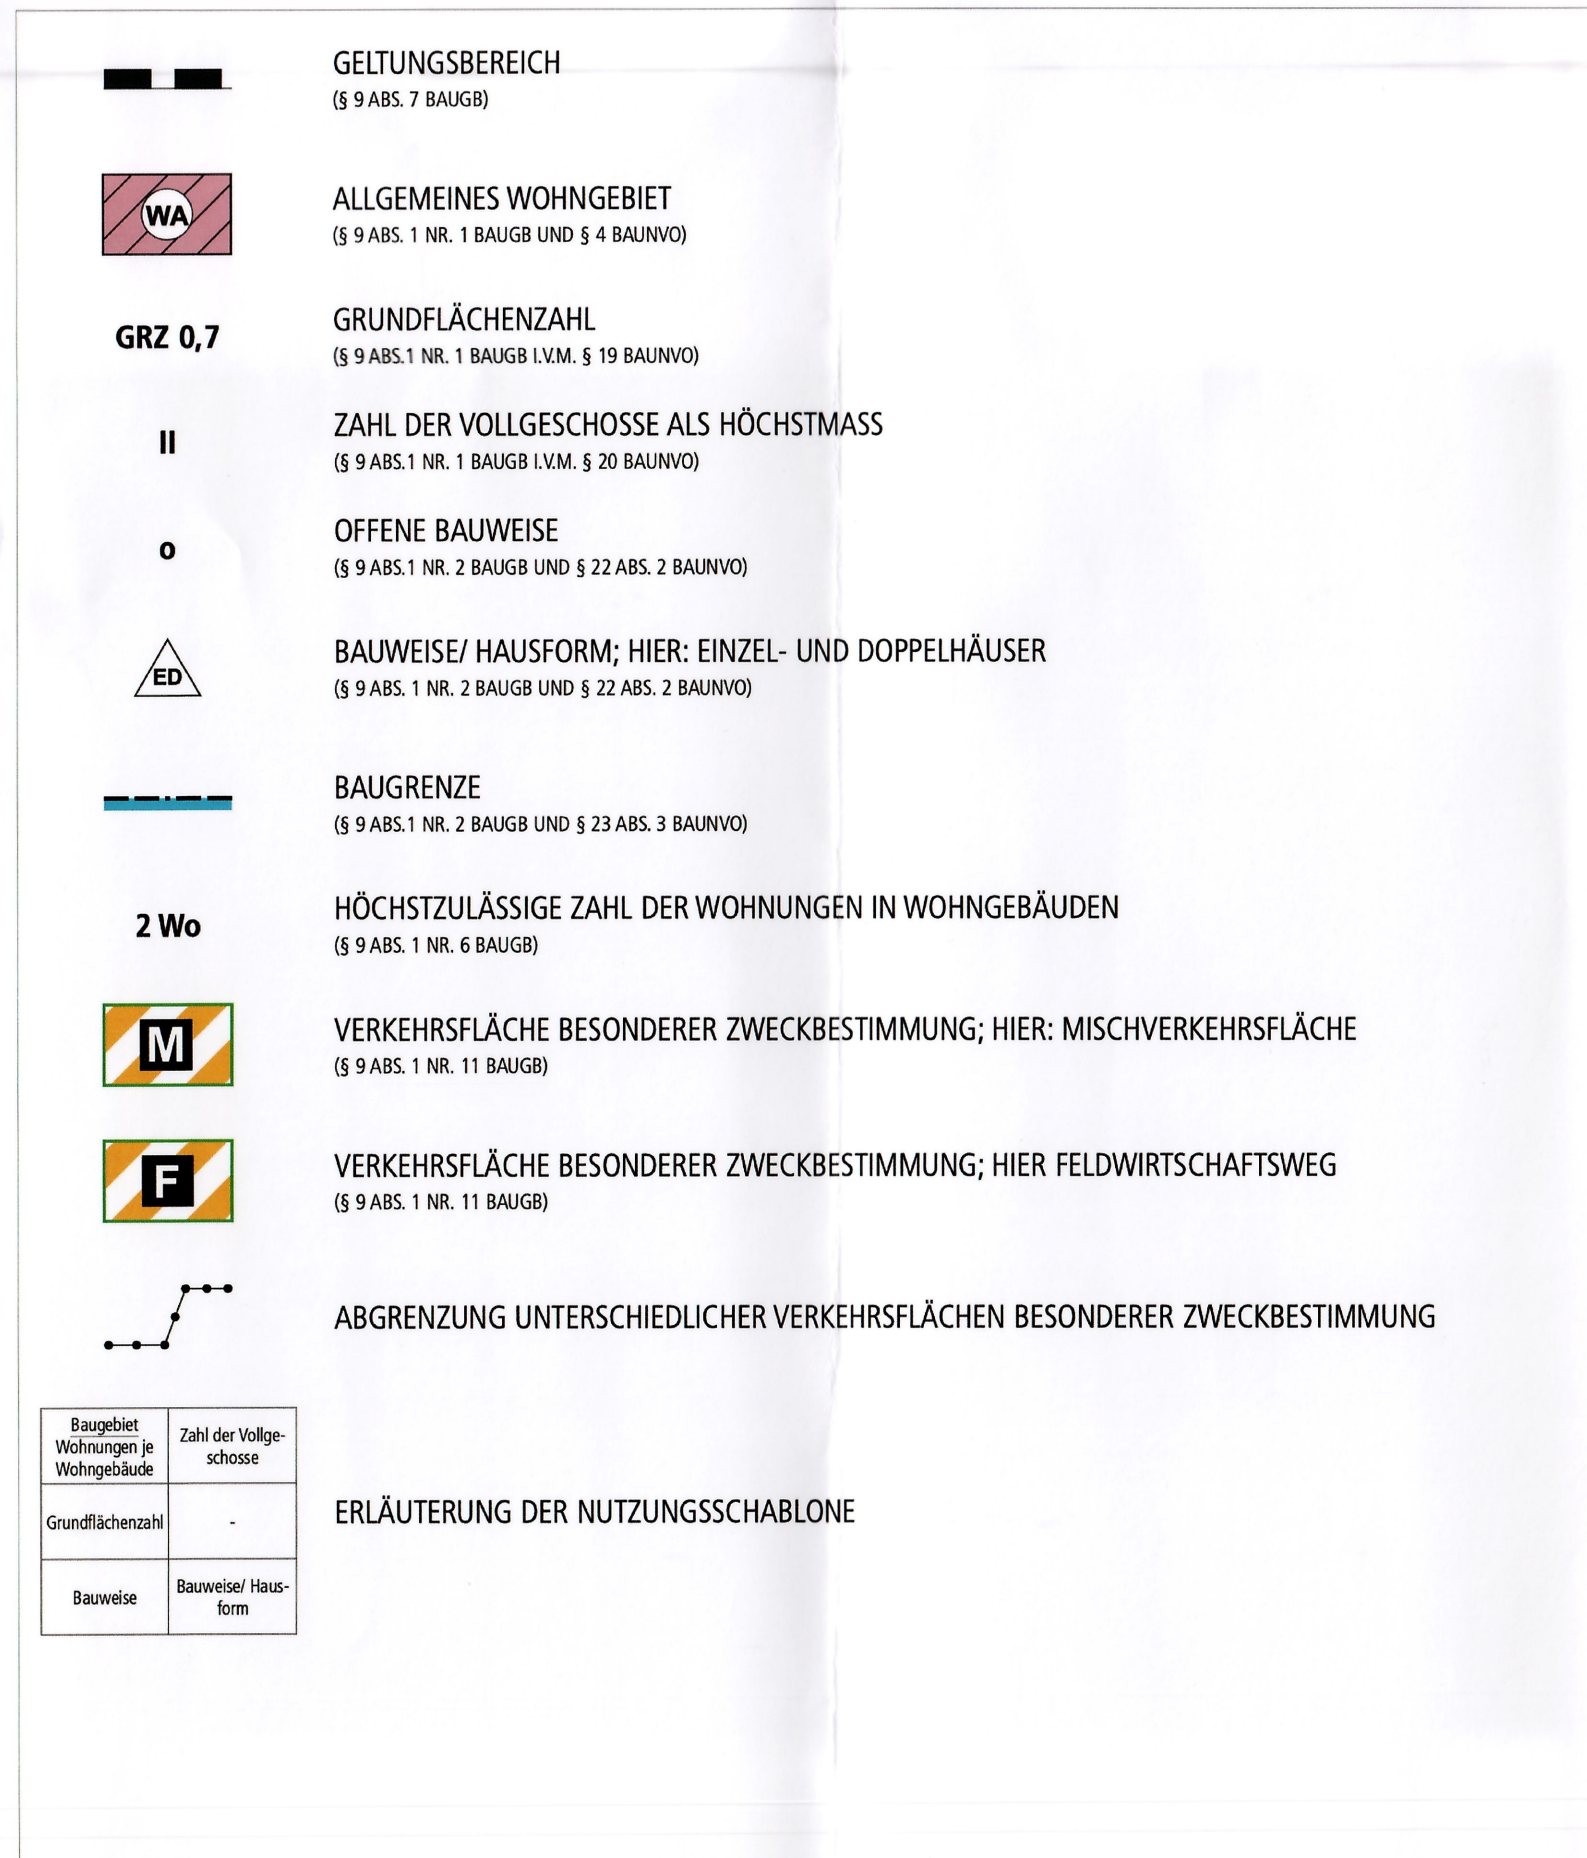 GELTUNGSBEREICH
(§ 9 ABS. 7 BAUGB)
WA
ALLGEMEINES WOHNGEBIET
(§ 9 ABS. 1 NR. 1 BAUGB UND § 4 BAUNVO)
GRZ 0,7
GRUNDFLÄCHENZAHL
(§ 9 ABS.1 NR. 1 BAUGB I.V.M. § 19 BAUNVO)
II
ZAHL DER VOLLGESCHOSSE ALS HÖCHSTMASS
(§ 9 ABS.1 NR. 1 BAUGB I.V.M. § 20 BAUNVO)
o
OFFENE BAUWEISE
(§ 9 ABS.1 NR. 2 BAUGB UND § 22 ABS. 2 BAUNVO)
ED
BAUWEISE/ HAUSFORM; HIER: EINZEL- UND DOPPELHÄUSER
(§ 9 ABS. 1 NR. 2 BAUGB UND § 22 ABS. 2 BAUNVO)
BAUGRENZE
(§ 9 ABS.1 NR. 2 BAUGB UND § 23 ABS. 3 BAUNVO)
2 Wo
HÖCHSTZULÄSSIGE ZAHL DER WOHNUNGEN IN WOHNGEBÄUDEN
(§ 9 ABS. 1 NR. 6 BAUGB)
M
VERKEHRSFLÄCHE BESONDERER ZWECKBESTIMMUNG; HIER: MISCHVERKEHRSFLÄCHE
(§ 9 ABS. 1 NR. 11 BAUGB)
F
VERKEHRSFLÄCHE BESONDERER ZWECKBESTIMMUNG; HIER FELDWIRTSCHAFTSWEG
(§ 9 ABS. 1 NR. 11 BAUGB)
ABGRENZUNG UNTERSCHIEDLICHER VERKEHRSFLÄCHEN BESONDERER ZWECKBESTIMMUNG
Baugebiet
Wohnungen je
Wohngebäude
Zahl der Vollge-
schosse
Grundflächenzahl
-
Bauweise
Bauweise/ Haus-
form
ERLÄUTERUNG DER NUTZUNGSSCHABLONE